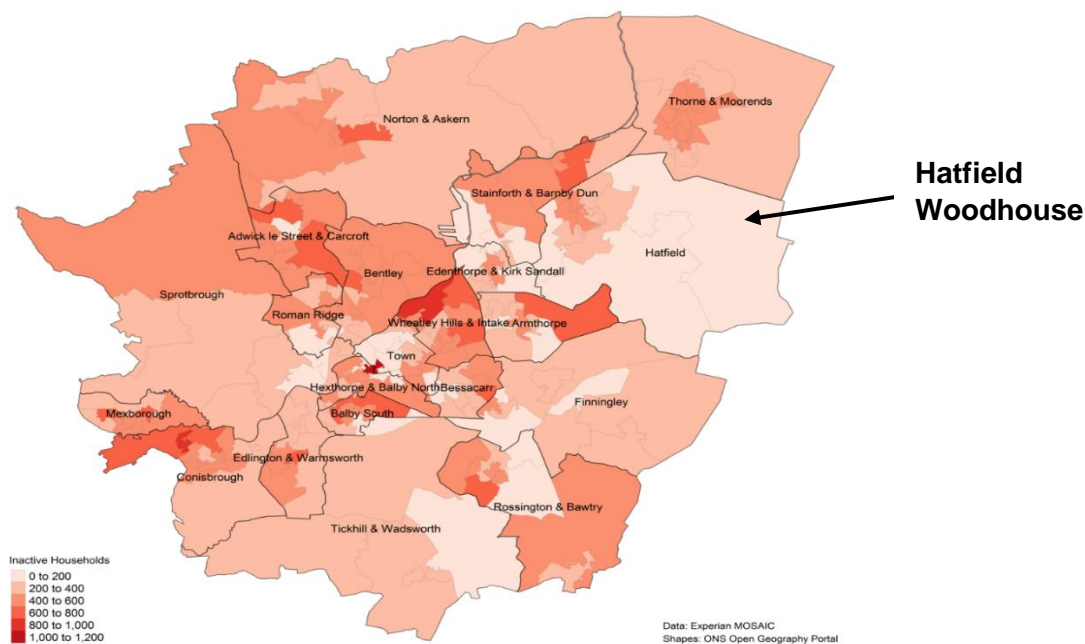 Norton & Askern
Thorne & Moorends
Hatfield
Woodhouse
Stainforth & Barnby Dun
Adwick le Street & Carcroft
Hatfield
Bentley
Edenthorpe & Kirk Sandall
Sprotbrough
Roman Ridge
Wheatley Hills & Intake
Armthorpe
Town
Hexthorpe & Balby North
Bessacarr
Finningley
Mexborough
Balby South
Edlington & Warmsworth
Conisbrough
Rossington & Bawtry
Tickhill & Wadsworth
Inactive Households
0 to 200
200 to 400
400 to 600
600 to 800
800 to 1,000
1,000 to 1,200
Data: Experian MOSAIC
Shapes: ONS Open Geography Portal